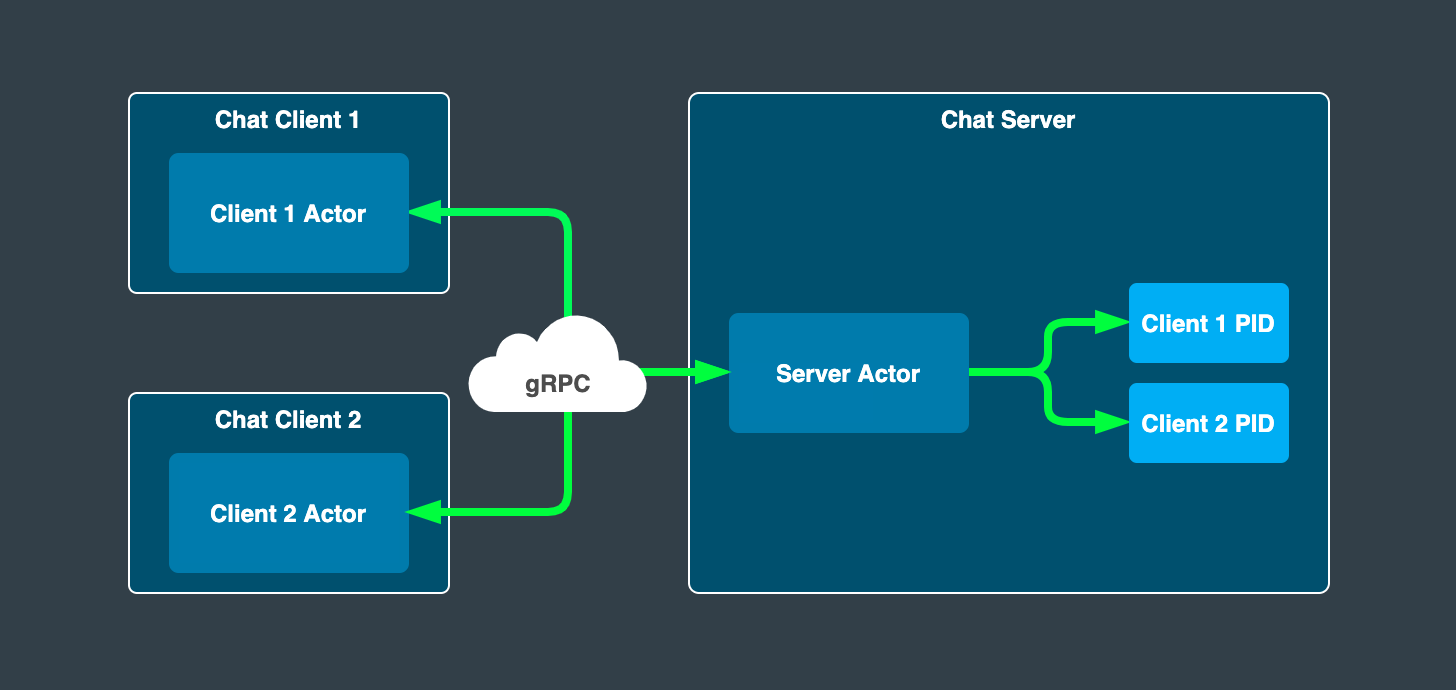 Chat Client 1
Client 1 Actor
Chat Client 2
Client 2 Actor
gRPC
Chat Server
Server Actor
Client 1 PID
Client 2 PID